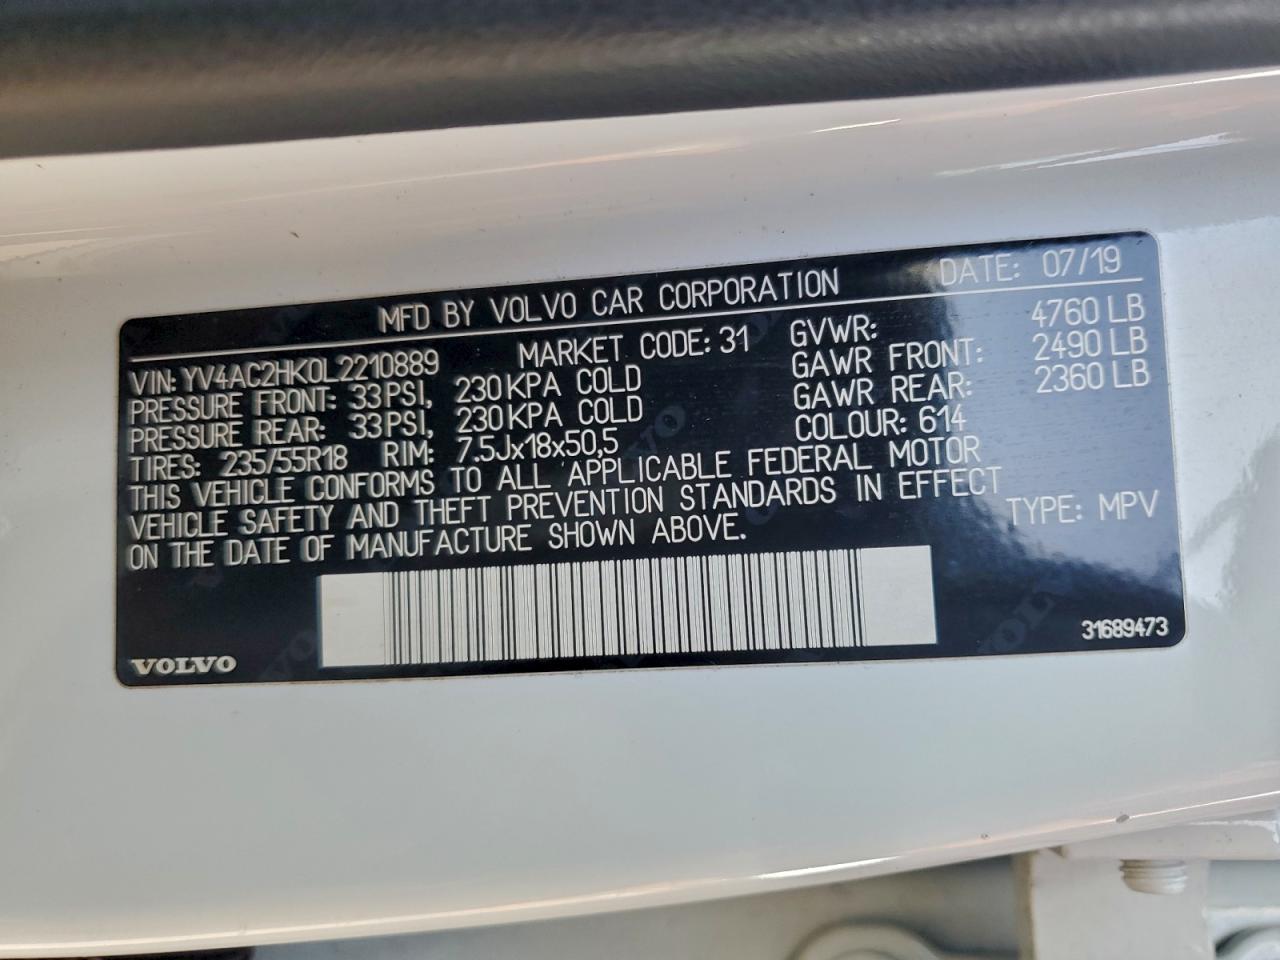 MFD BY VOLVO CAR CORPORATION DATE: 07/19
VIN: YV4AC2HK0L2210889 MARKET CODE: 31 GVWR: 4760 LB
PRESSURE FRONT: 33 PSI, 230 KPA COLD GAWR FRONT: 2490 LB
PRESSURE REAR: 33 PSI, 230 KPA COLD GAWR REAR: 2360 LB
TIRES: 235/55R18 RIM: 7.5Jx18x50,5 COLOUR: 614
THIS VEHICLE CONFORMS TO ALL APPLICABLE FEDERAL MOTOR
VEHICLE SAFETY AND THEFT PREVENTION STANDARDS IN EFFECT
ON THE DATE OF MANUFACTURE SHOWN ABOVE. TYPE: MPV
VOLVO 31689473